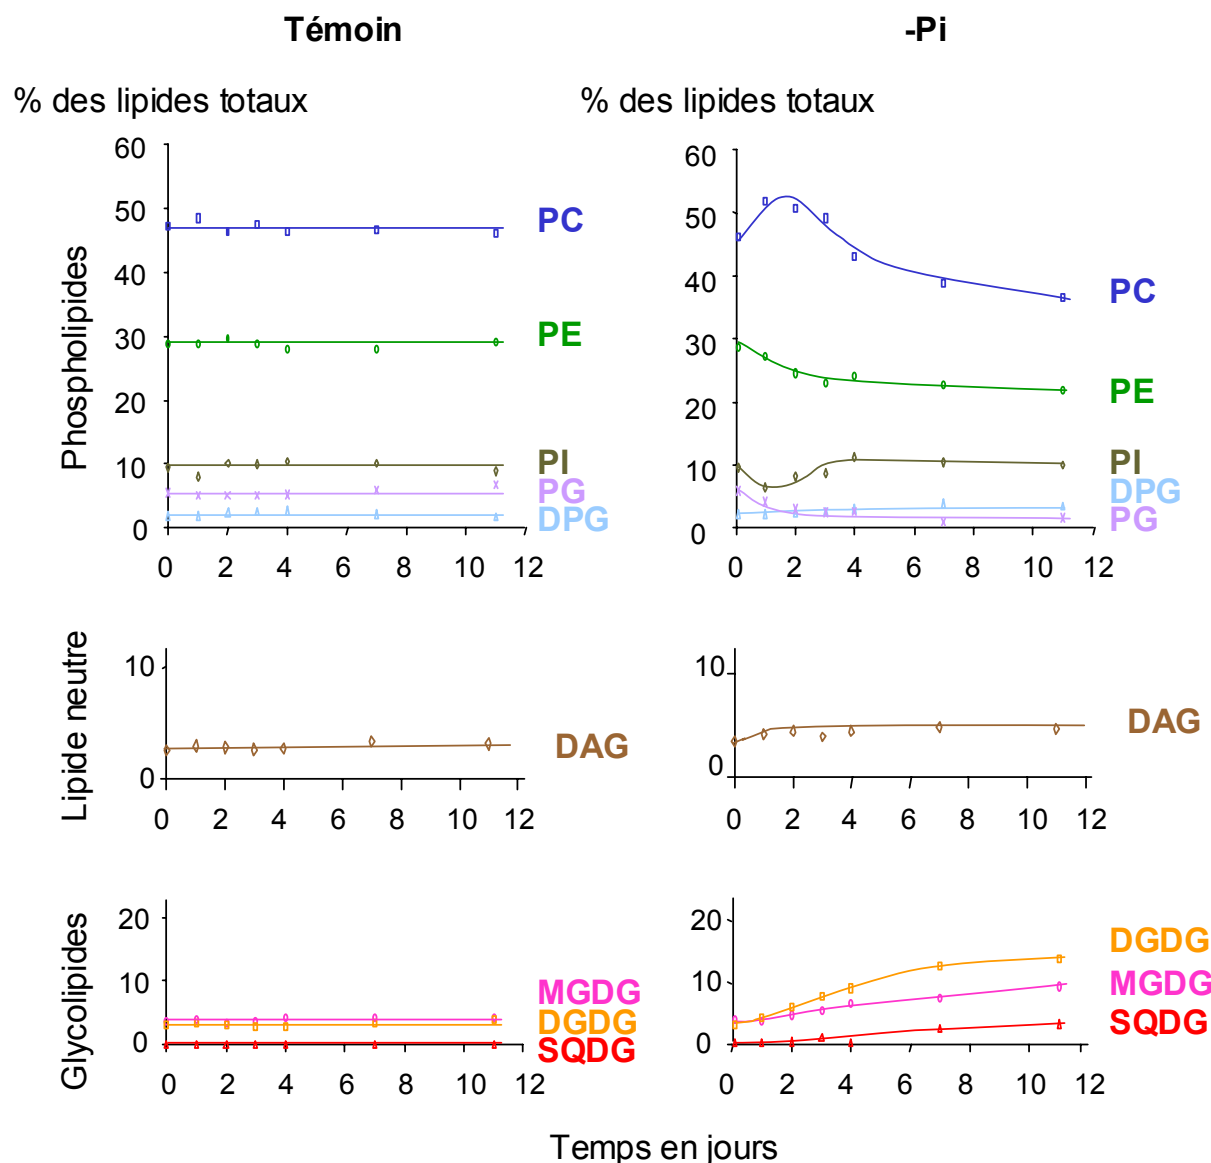 Témoin
-Pi
% des lipides totaux
% des lipides totaux
Phospholipides
60
50
40
30
20
10
0
0 2 4 6 8 10 12
PC
PE
PI
PG
DPG
60
50
40
30
20
10
0
0 2 4 6 8 10 12
PC
PE
PI
DPG
PG
Lipide neutre
10
0
0 2 4 6 8 10 12
DAG
10
0
0 2 4 6 8 10 12
DAG
Glycolipides
20
10
0
0 2 4 6 8 10 12
MGDG
DGDG
SQDG
20
10
0
0 2 4 6 8 10 12
DGDG
MGDG
SQDG
Temps en jours